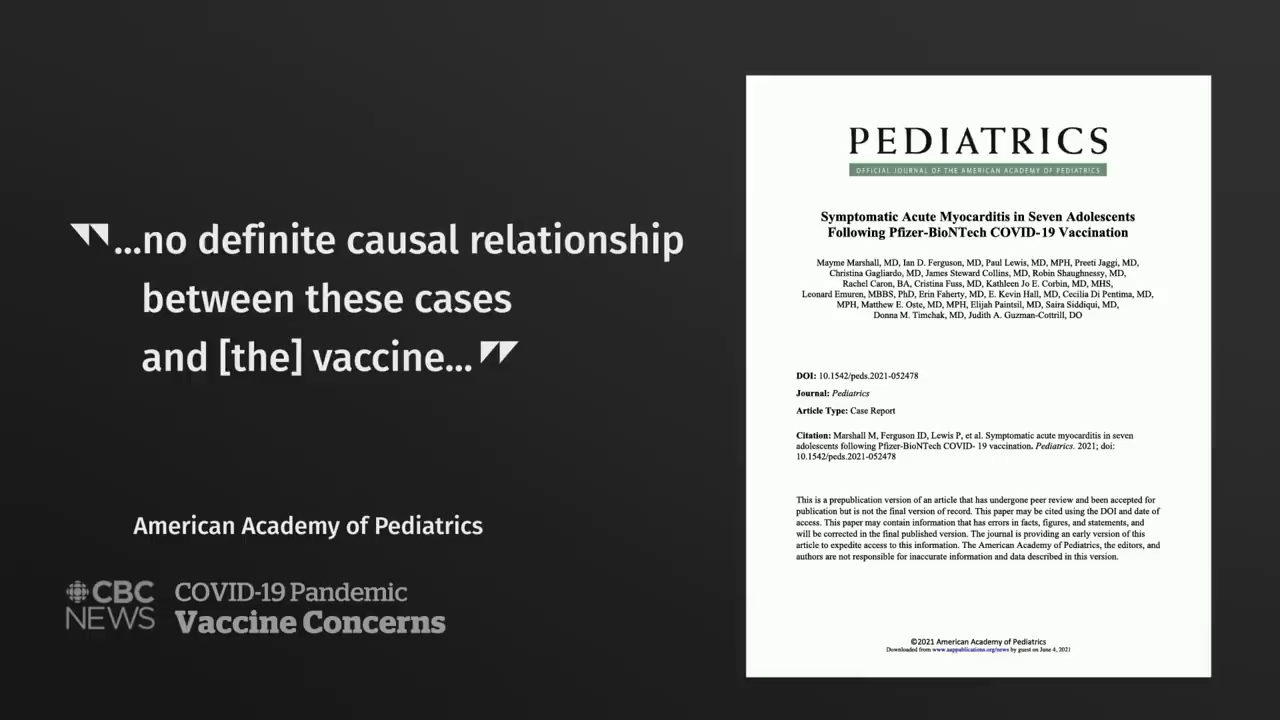 "...no definite causal relationship
between these cases
and [the] vaccine..."
American Academy of Pediatrics
CBC
NEWS
COVID-19 Pandemic
Vaccine Concerns
PEDIATRICS
OFFICIAL JOURNAL OF THE AMERICAN ACADEMY OF PEDIATRICS
Symptomatic Acute Myocarditis in Seven Adolescents
Following Pfizer-BioNTech COVID-19 Vaccination
Mayme Marshall, MD, Ian D. Ferguson, MD, Paul Lewis, MD, MPH, Preeti Jaggi, MD,
Christina Gagliardo, MD, James Steward Collins, MD, Robin Shaughnessy, MD,
Rachel Caron, BA, Cristina Fuss, MD, Kathleen Jo E. Corbin, MD, MHS,
Leonard Emuren, MBBS, PhD, Erin Faherty, MD, E. Kevin Hall, MD, Cecilia Di Pentima, MD,
MPH, Matthew E. Oste, MD, MPH, Elijah Paintsil, MD, Saira Siddiqui, MD,
Donna M. Timchak, MD, Judith A. Guzman-Cottrill, DO
DOI: 10.1542/peds.2021-052478
Journal: Pediatrics
Article Type: Case Report
Citation: Marshall M, Ferguson ID, Lewis P, et al. Symptomatic acute myocarditis in seven
adolescents following Pfizer-BioNTech COVID- 19 vaccination. Pediatrics. 2021; doi:
10.1542/peds.2021-052478
This is a prepublication version of an article that has undergone peer review and been accepted for
publication but is not the final version of record. This paper may be cited using the DOI and date of
access. This paper may contain information that has errors in facts, figures, and statements, and
will be corrected in the final published version. The journal is providing an early version of this
article to expedite access to this information. The American Academy of Pediatrics, the editors, and
authors are not responsible for inaccurate information and data described in this version.
©2021 American Academy of Pediatrics
Downloaded from www.aappublications.org/news by guest on June 4, 2021